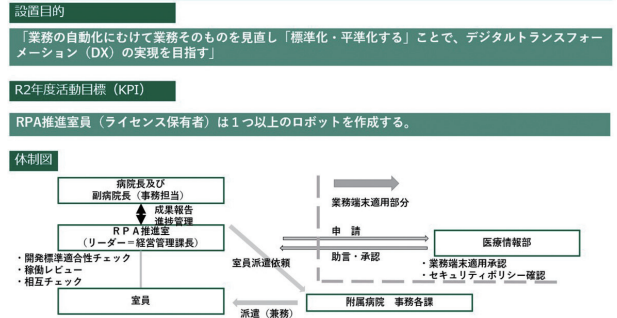 設置目的
「業務の自動化にむけて業務そのものを見直し「標準化・平準化する」ことで、デジタルトランスフォー
メーション（DX）の実現を目指す」
R2年度活動目標（KPI）
RPA推進室員（ライセンス保有者）は１つ以上のロボットを作成する。
体制図
病院長及び
副病院長（事務担当）
成果報告
進捗管理
業務端末適用部分
ＲＰＡ推進室
（リーダー＝経営管理課長）
申　請
医療情報部
・開発標準適合性チェック
・稼働レビュー
・相互チェック
室員派遣依頼
助言・承認
・業務端末適用承認
・セキュリティポリシー確認
室員
附属病院　事務各課
派遣（兼務）